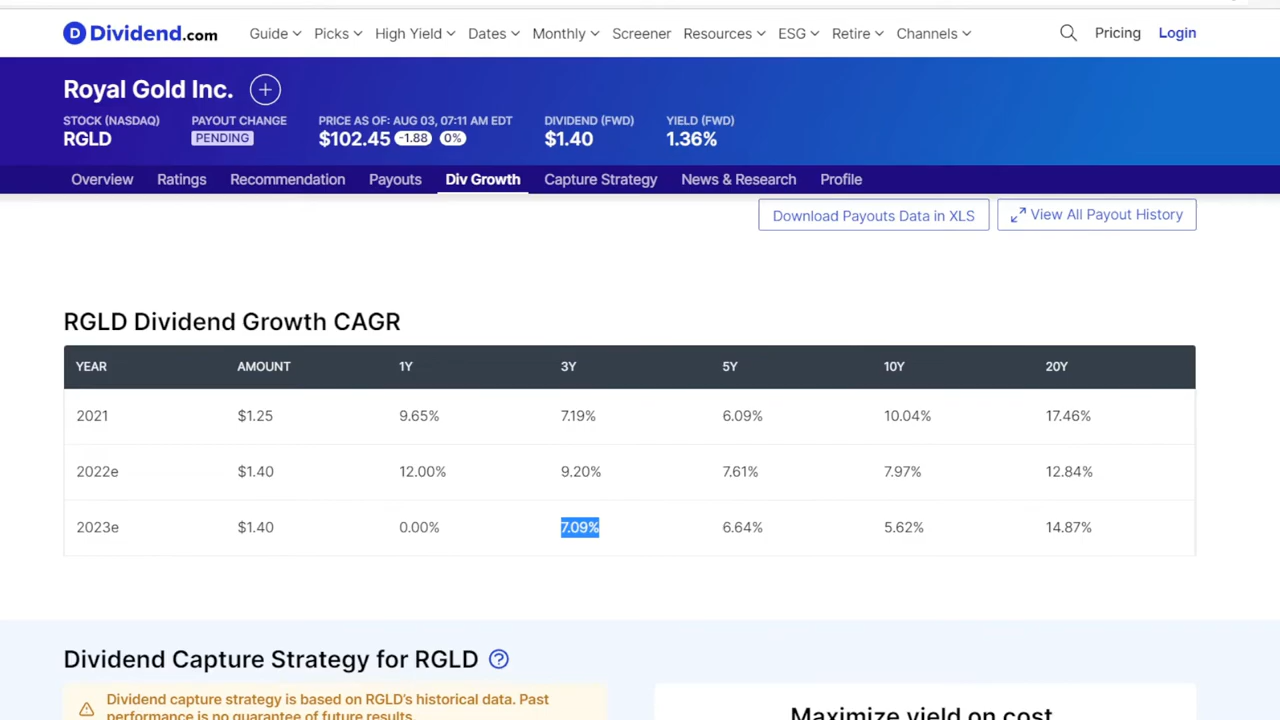 Dividend.com Guide Picks High Yield Dates Monthly Screener Resources ESG Retire Channels Pricing Login
Royal Gold Inc.
STOCK (NASDAQ) PAYOUT CHANGE PRICE AS OF: AUG 03, 07:11 AM EDT DIVIDEND (FWD) YIELD (FWD)
RGLD PENDING $102.45 -1.88 0% $1.40 1.36%
Overview Ratings Recommendation Payouts Div Growth Capture Strategy News & Research Profile
Download Payouts Data in XLS View All Payout History
RGLD Dividend Growth CAGR
YEAR AMOUNT 1Y 3Y 5Y 10Y 20Y
2021 $1.25 9.65% 7.19% 6.09% 10.04% 17.46%
2022e $1.40 12.00% 9.20% 7.61% 7.97% 12.84%
2023e $1.40 0.00% 7.09% 6.64% 5.62% 14.87%
Dividend Capture Strategy for RGLD ?
Dividend capture strategy is based on RGLD's historical data. Past
performance is no guarantee of future results.
Maximize yield on cost